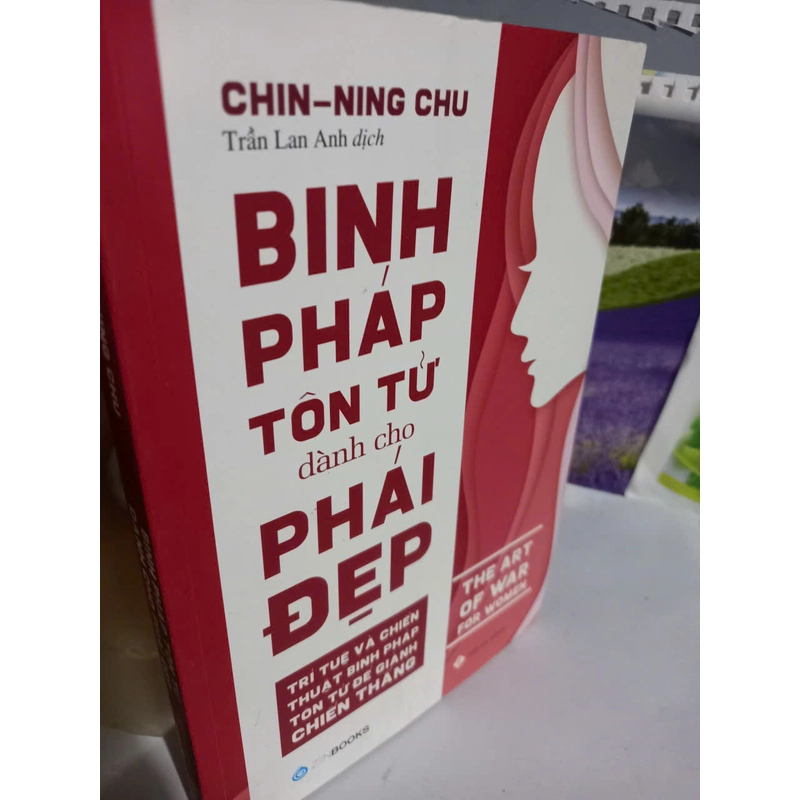 CHIN–NING CHU
Trần Lan Anh dịch
BINH
PHÁP
TÔN TỬ
dành cho
PHÁI
ĐẸP
TRÍ TUỆ VÀ CHIẾN
THUẬT BINH PHÁP
TÔN TỬ ĐỂ GIÀNH
CHIẾN THẮNG
ZINBOOKS
THE ART
OF WAR
FOR WOMEN